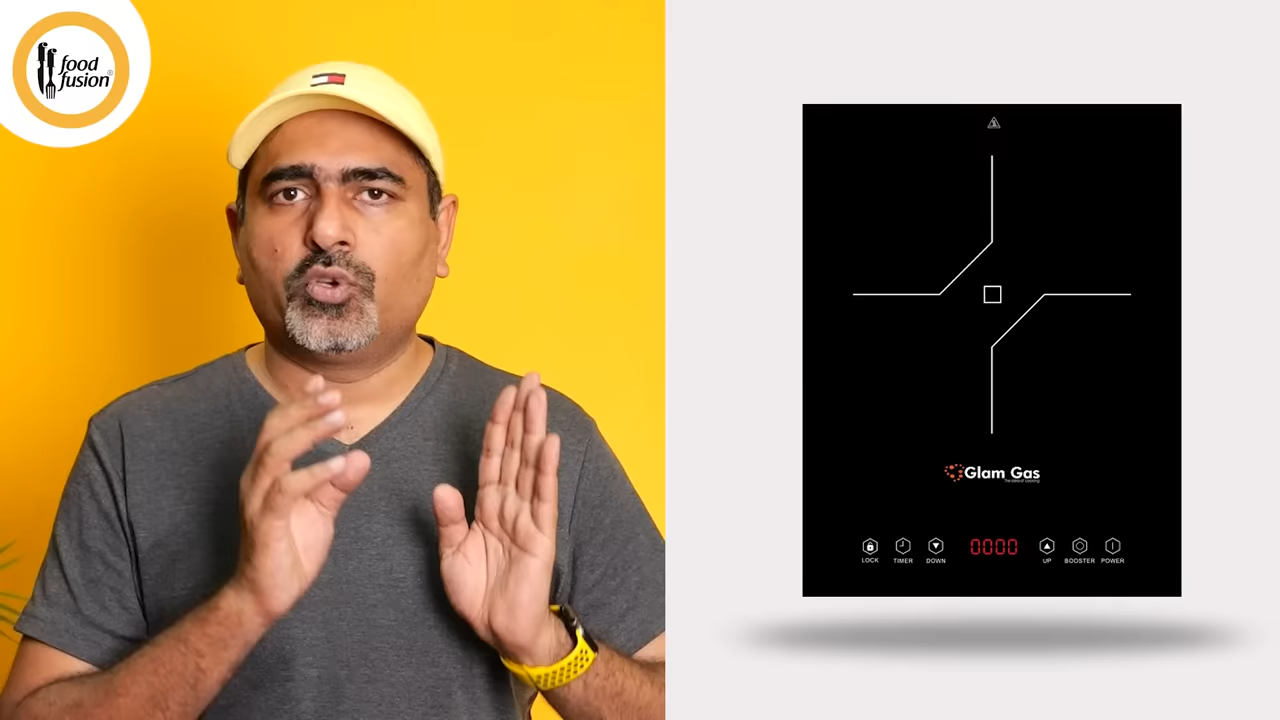 food
fusion®
Glam Gas
LOCK
TIMER
DOWN
0000
UP
BOOSTER
POWER